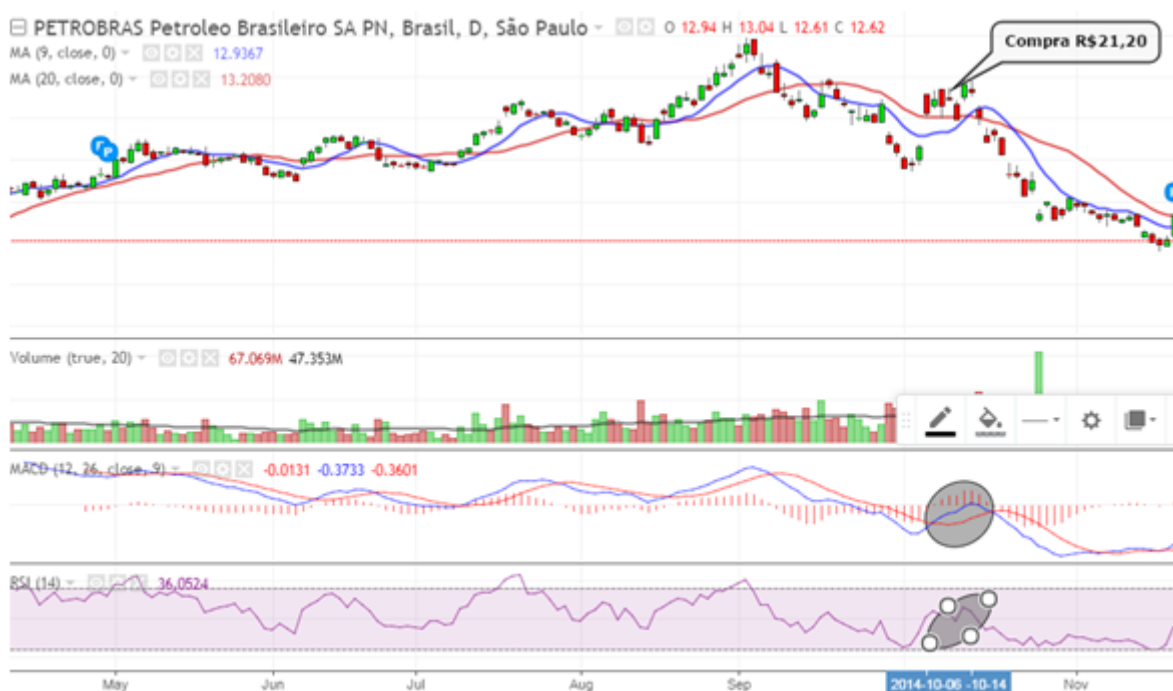 PETROBRAS Petroleo Brasileiro SA PN, Brasil, D, São Paulo O 12.94 H 13.04 L 12.61 C 12.62
Compra R$21,20
MA (9, close, 0) 12.9367
MA (20, close, 0) 13.2080
P
Volume (true, 20) 67.069M 47.353M
MACD (12, 26, close, 9) -0.0131 -0.3733 -0.3601
RSI (14) 36.0524
May Jun Jul Aug Sep 2014-10-06 -10-14 Nov